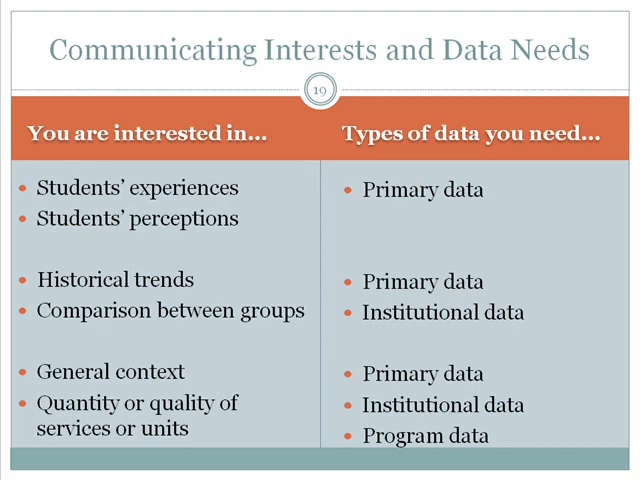 Communicating Interests and Data Needs
19
You are interested in...
Types of data you need...
• Students’ experiences
• Students’ perceptions
• Primary data
• Historical trends
• Comparison between groups
• Primary data
• Institutional data
• General context
• Quantity or quality of
services or units
• Primary data
• Institutional data
• Program data